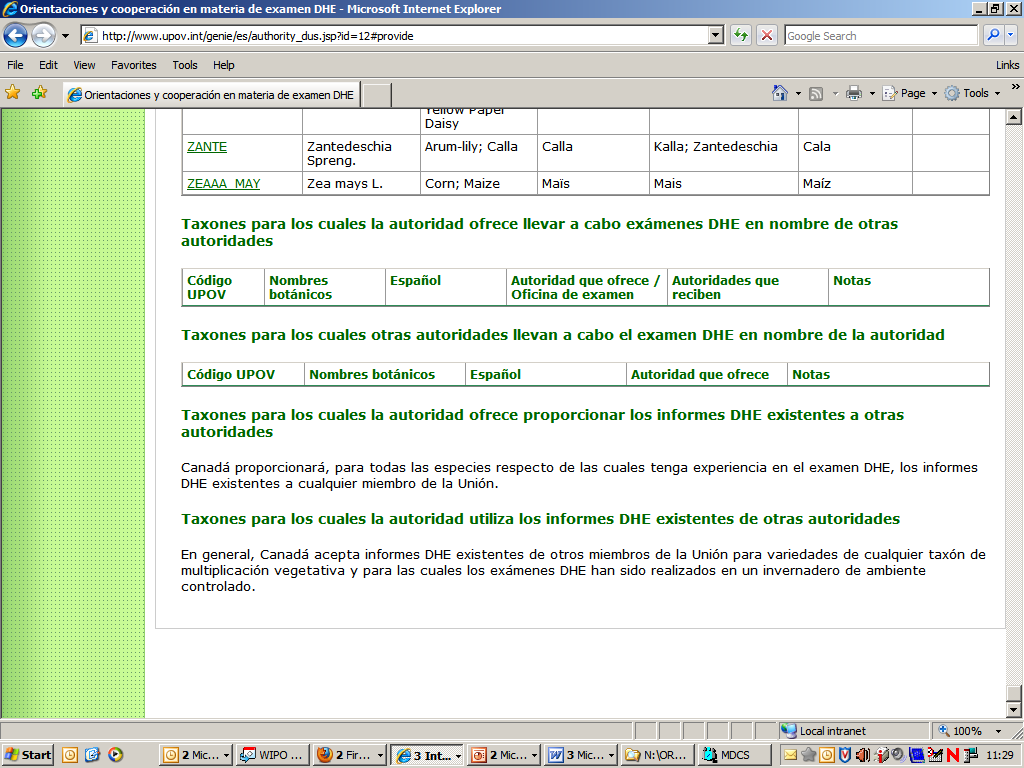 Orientaciones y cooperación en materia de examen DHE - Microsoft Internet Explorer
http://www.upov.int/genie/es/authority_dus.jsp?id=12#provide
Google Search
File Edit View Favorites Tools Help
Links
Orientaciones y cooperación en materia de examen DHE
Page Tools
Yellow Paper
Daisy
ZANTE Zantedeschia Spreng. Arum-lily; Calla Calla Kalla; Zantedeschia Cala
ZEAAA_MAY Zea mays L. Corn; Maize Maïs Mais Maíz
Taxones para los cuales la autoridad ofrece llevar a cabo exámenes DHE en nombre de otras
autoridades
Código UPOV Nombres botánicos Español Autoridad que ofrece / Oficina de examen Autoridades que reciben Notas
Taxones para los cuales otras autoridades llevan a cabo el examen DHE en nombre de la autoridad
Código UPOV Nombres botánicos Español Autoridad que ofrece Notas
Taxones para los cuales la autoridad ofrece proporcionar los informes DHE existentes a otras
autoridades
Canadá proporcionará, para todas las especies respecto de las cuales tenga experiencia en el examen DHE, los informes
DHE existentes a cualquier miembro de la Unión.
Taxones para los cuales la autoridad utiliza los informes DHE existentes de otras autoridades
En general, Canadá acepta informes DHE existentes de otros miembros de la Unión para variedades de cualquier taxón de
multiplicación vegetativa y para las cuales los exámenes DHE han sido realizados en un invernadero de ambiente
controlado.
Local intranet 100%
Start 2 Mic... WIPO ... 2 Fir... 3 Int... 2 Mic... 3 Mic... N:\OR... MDCS 11:29